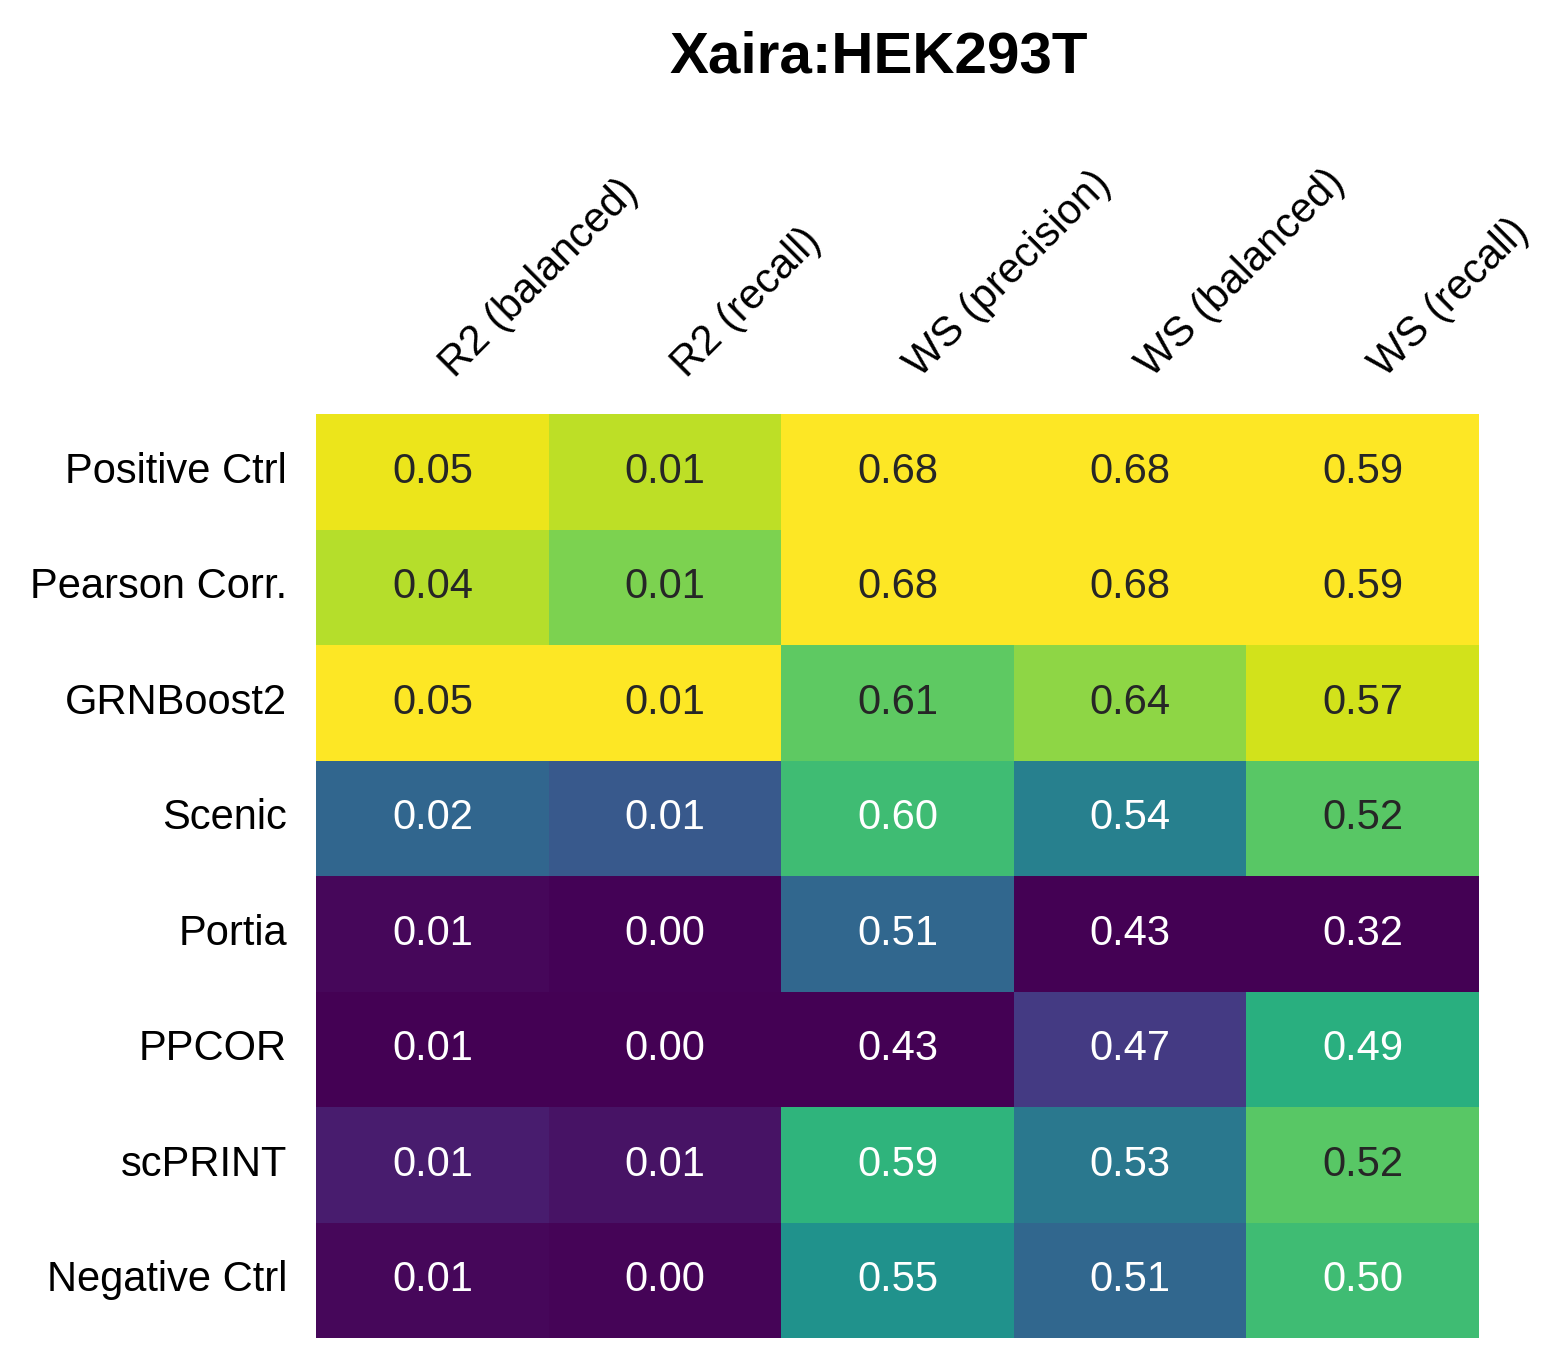 Xaira:HEK293T
R2 (balanced)
R2 (recall)
WS (precision)
WS (balanced)
WS (recall)
Positive Ctrl 0.05 0.01 0.68 0.68 0.59
Pearson Corr. 0.04 0.01 0.68 0.68 0.59
GRNBoost2 0.05 0.01 0.61 0.64 0.57
Scenic 0.02 0.01 0.60 0.54 0.52
Portia 0.01 0.00 0.51 0.43 0.32
PPCOR 0.01 0.00 0.43 0.47 0.49
scPRINT 0.01 0.01 0.59 0.53 0.52
Negative Ctrl 0.01 0.00 0.55 0.51 0.50